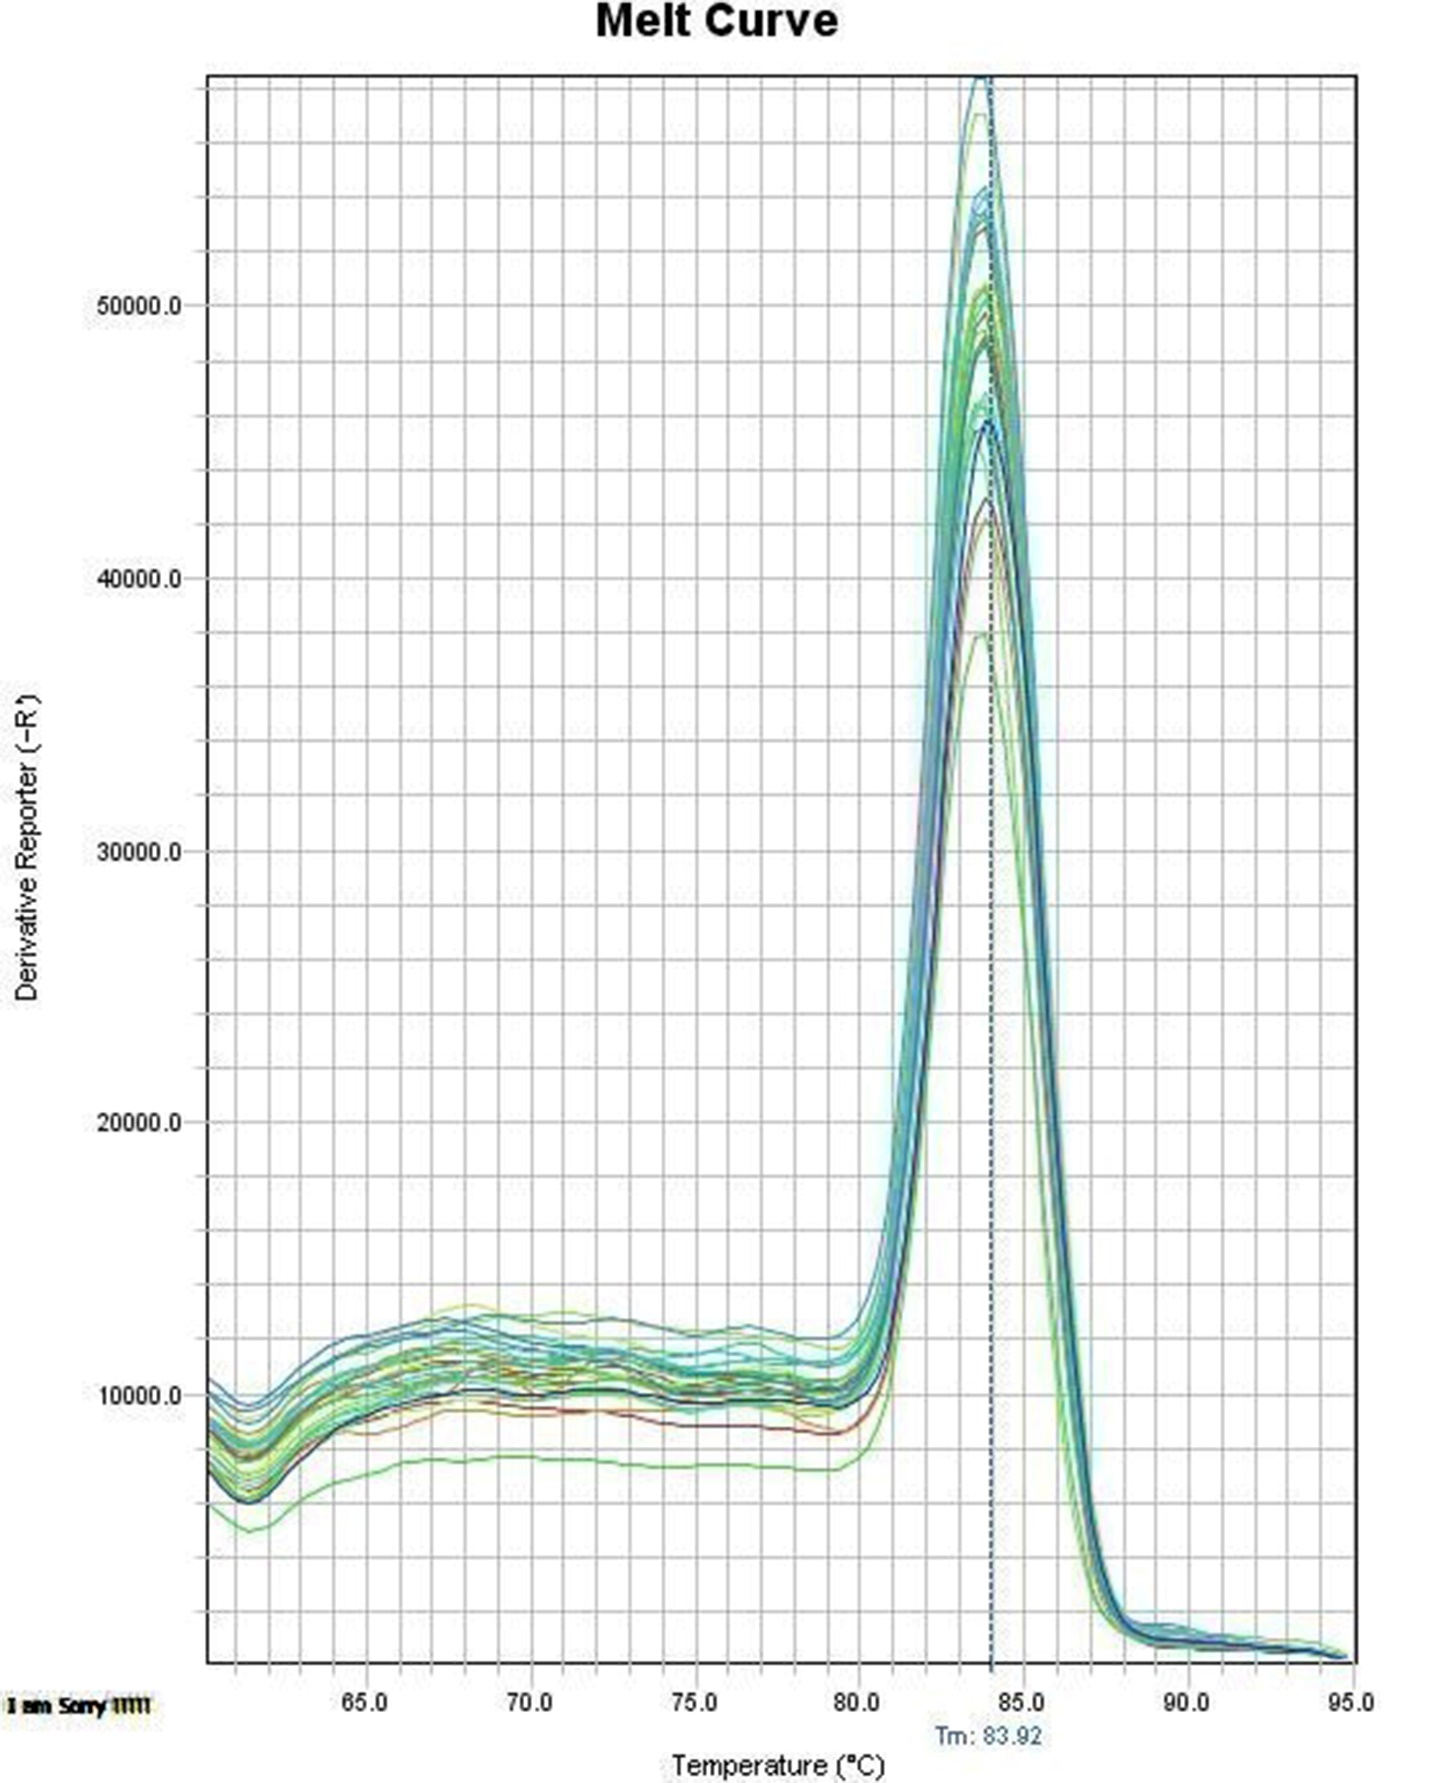 Melt Curve
Derivative Reporter (-R')
50000.0
40000.0
30000.0
20000.0
10000.0
65.0 70.0 75.0 80.0 85.0 90.0 95.0
I am Sorry !!!!!
Tm: 83.92
Temperature (°C)